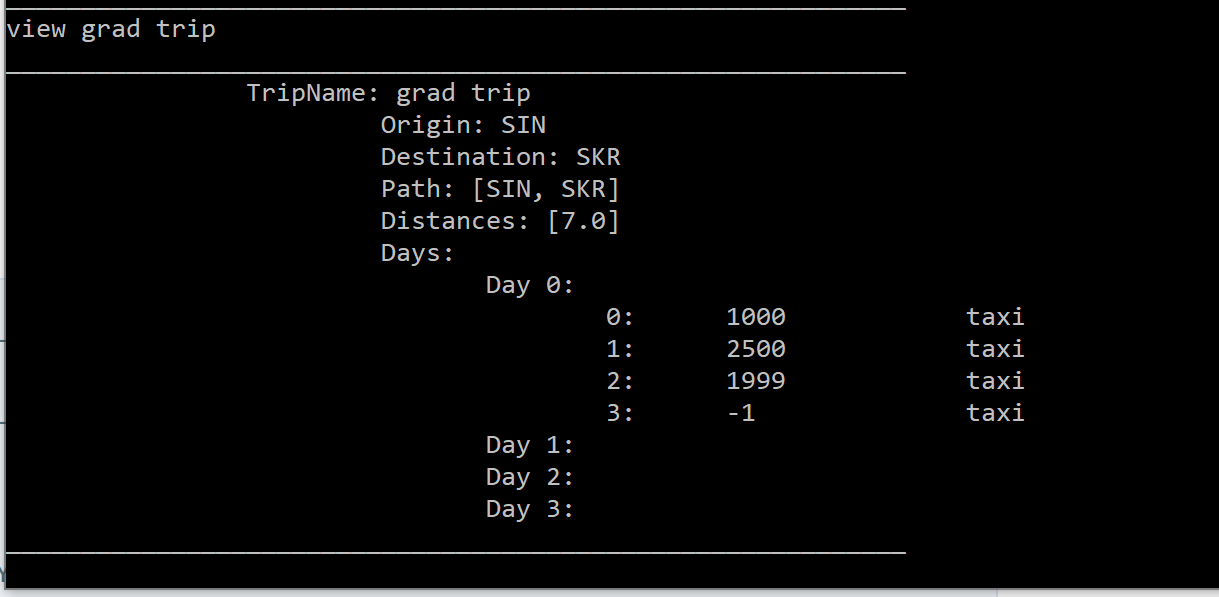 view grad trip
TripName: grad trip
Origin: SIN
Destination: SKR
Path: [SIN, SKR]
Distances: [7.0]
Days:
Day 0:
0: 1000 taxi
1: 2500 taxi
2: 1999 taxi
3: -1 taxi
Day 1:
Day 2:
Day 3: